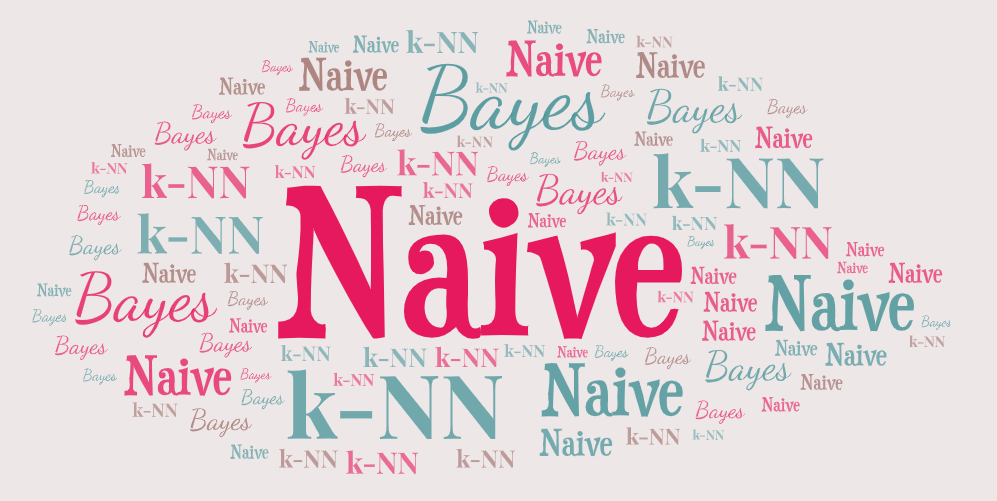 Naive
Naive Naive k-NN Naive k-NN
Bayes Naive Bayes k-NN Naive Naive k-NN
Naive Bayes Bayes k-NN Bayes Bayes Bayes
Bayes Bayes Bayes k-NN Naive k-NN Naive
Naive Naive Bayes k-NN Bayes Bayes
k-NN k-NN k-NN k-NN Bayes Bayes k-NN k-NN
Bayes
Bayes Naive Naive k-NN k-NN
Bayes k-NN Naive Bayes k-NN Naive
Naive k-NN Naive Naive Naive
Naive Bayes Bayes k-NN Naive Naive
Bayes Naive Naive Bayes
Bayes Bayes k-NN
k-NN k-NN k-NN k-NN Naive Bayes Bayes Naive Naive
Bayes Naive Bayes k-NN Naive Bayes Naive
k-NN Bayes Bayes k-NN Bayes Naive
Naive k-NN k-NN k-NN Naive k-NN k-NN